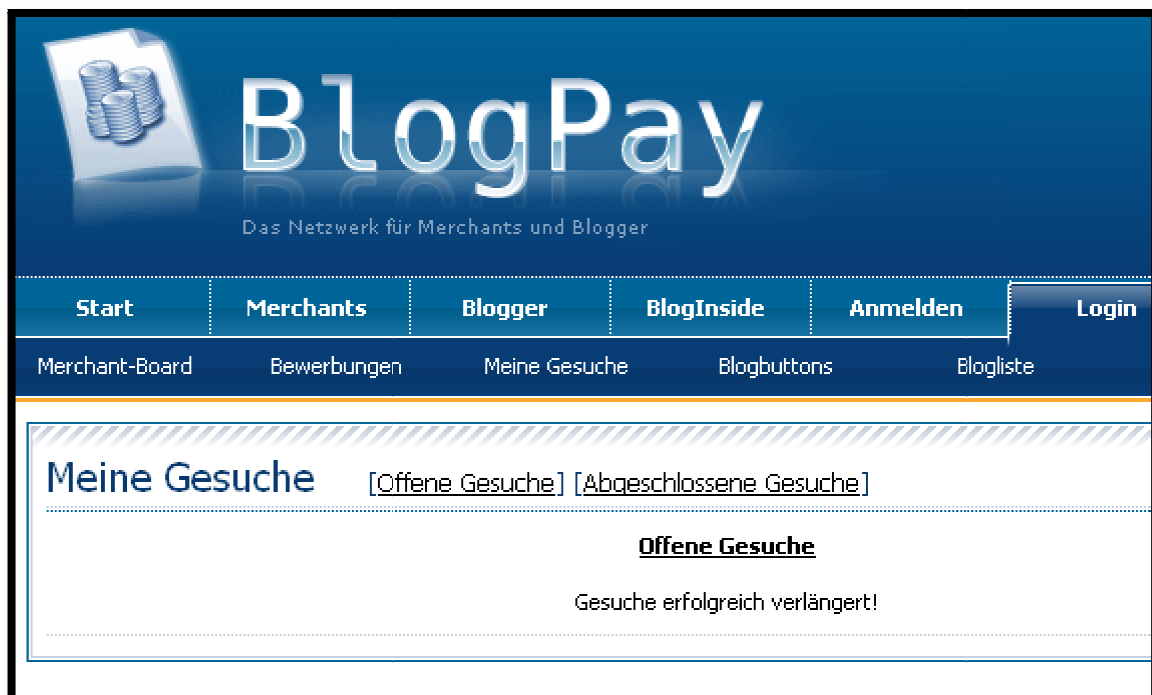 BlogPay
Das Netzwerk für Merchants und Blogger
Start Merchants Blogger BlogInside Anmelden Login
Merchant-Board Bewerbungen Meine Gesuche Blogbuttons Blogliste
Meine Gesuche [Offene Gesuche] [Abgeschlossene Gesuche]
Offene Gesuche
Gesuche erfolgreich verlängert!